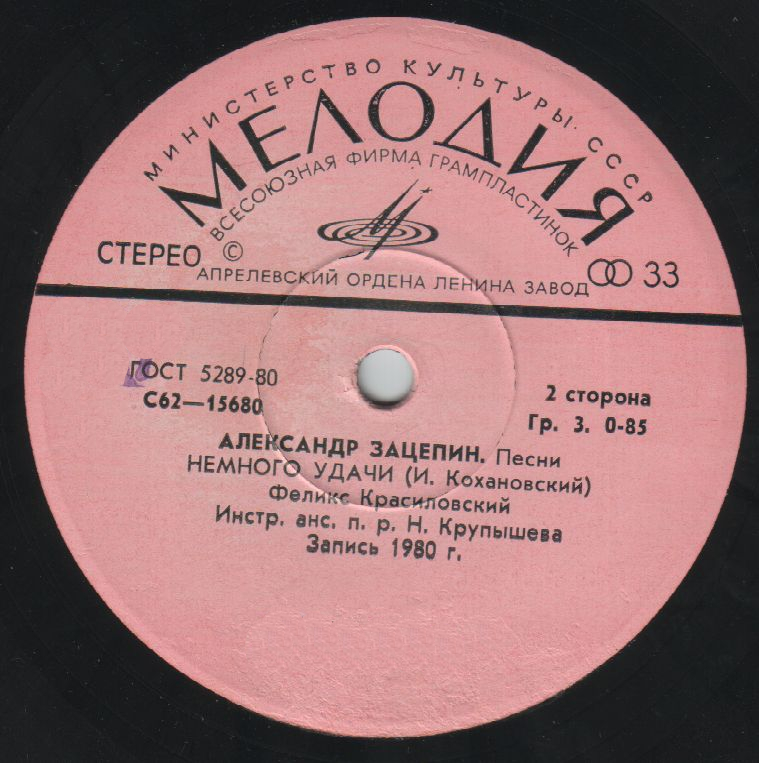 МИНИСТЕРСТВО КУЛЬТУРЫ СССР
МЕЛОДИЯ
ВСЕСОЮЗНАЯ ФИРМА ГРАМПЛАСТИНОК
СТЕРЕО ©
33
АПРЕЛЕВСКИЙ ОРДЕНА ЛЕНИНА ЗАВОД
ГОСТ 5289-80
С62—15680
2 сторона
Гр. 3. 0-85
АЛЕКСАНДР ЗАЦЕПИН. Песни
НЕМНОГО УДАЧИ (И. Кохановский)
Феликс Красиловский
Инстр. анс. п. р. Н. Крупышева
Запись 1980 г.